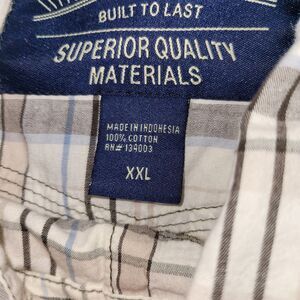 BUILT TO LAST
SUPERIOR QUALITY
MATERIALS
MADE IN INDONESIA
100% COTTON
RN# 134003
XXL